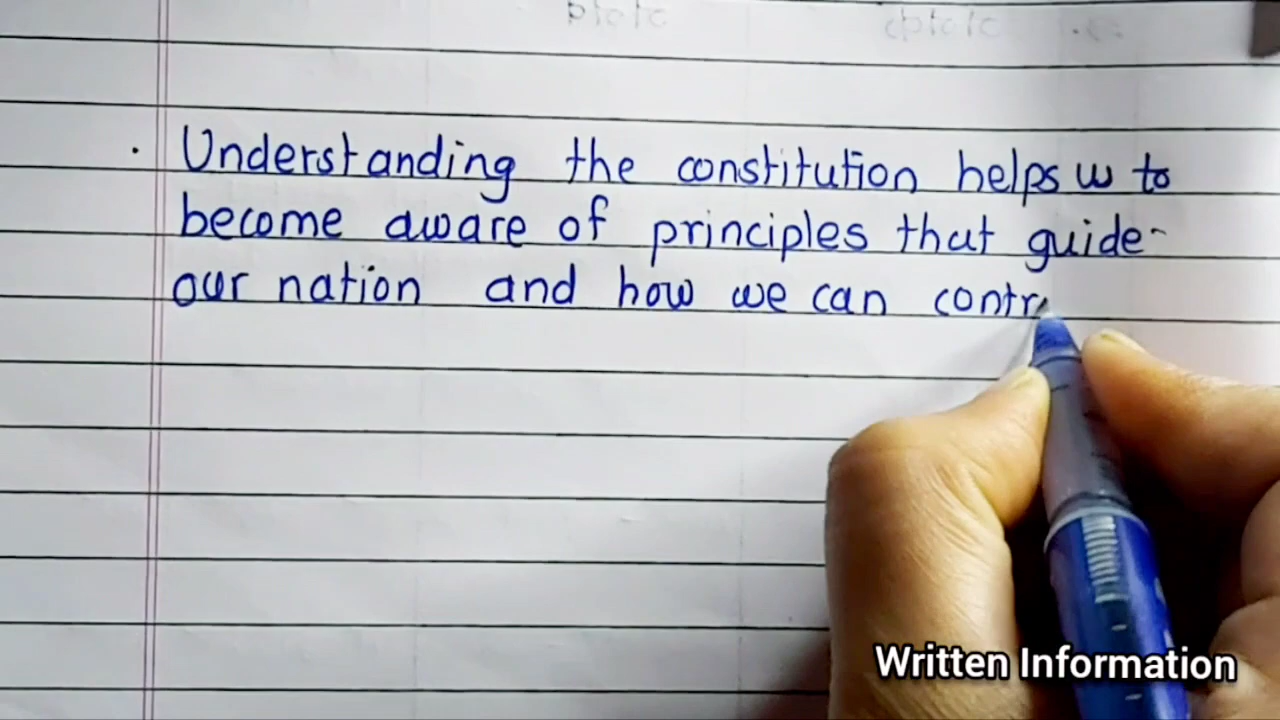 . Understanding the constitution helps us to
become aware of principles that guide-
our nation and how we can contr
Written Information